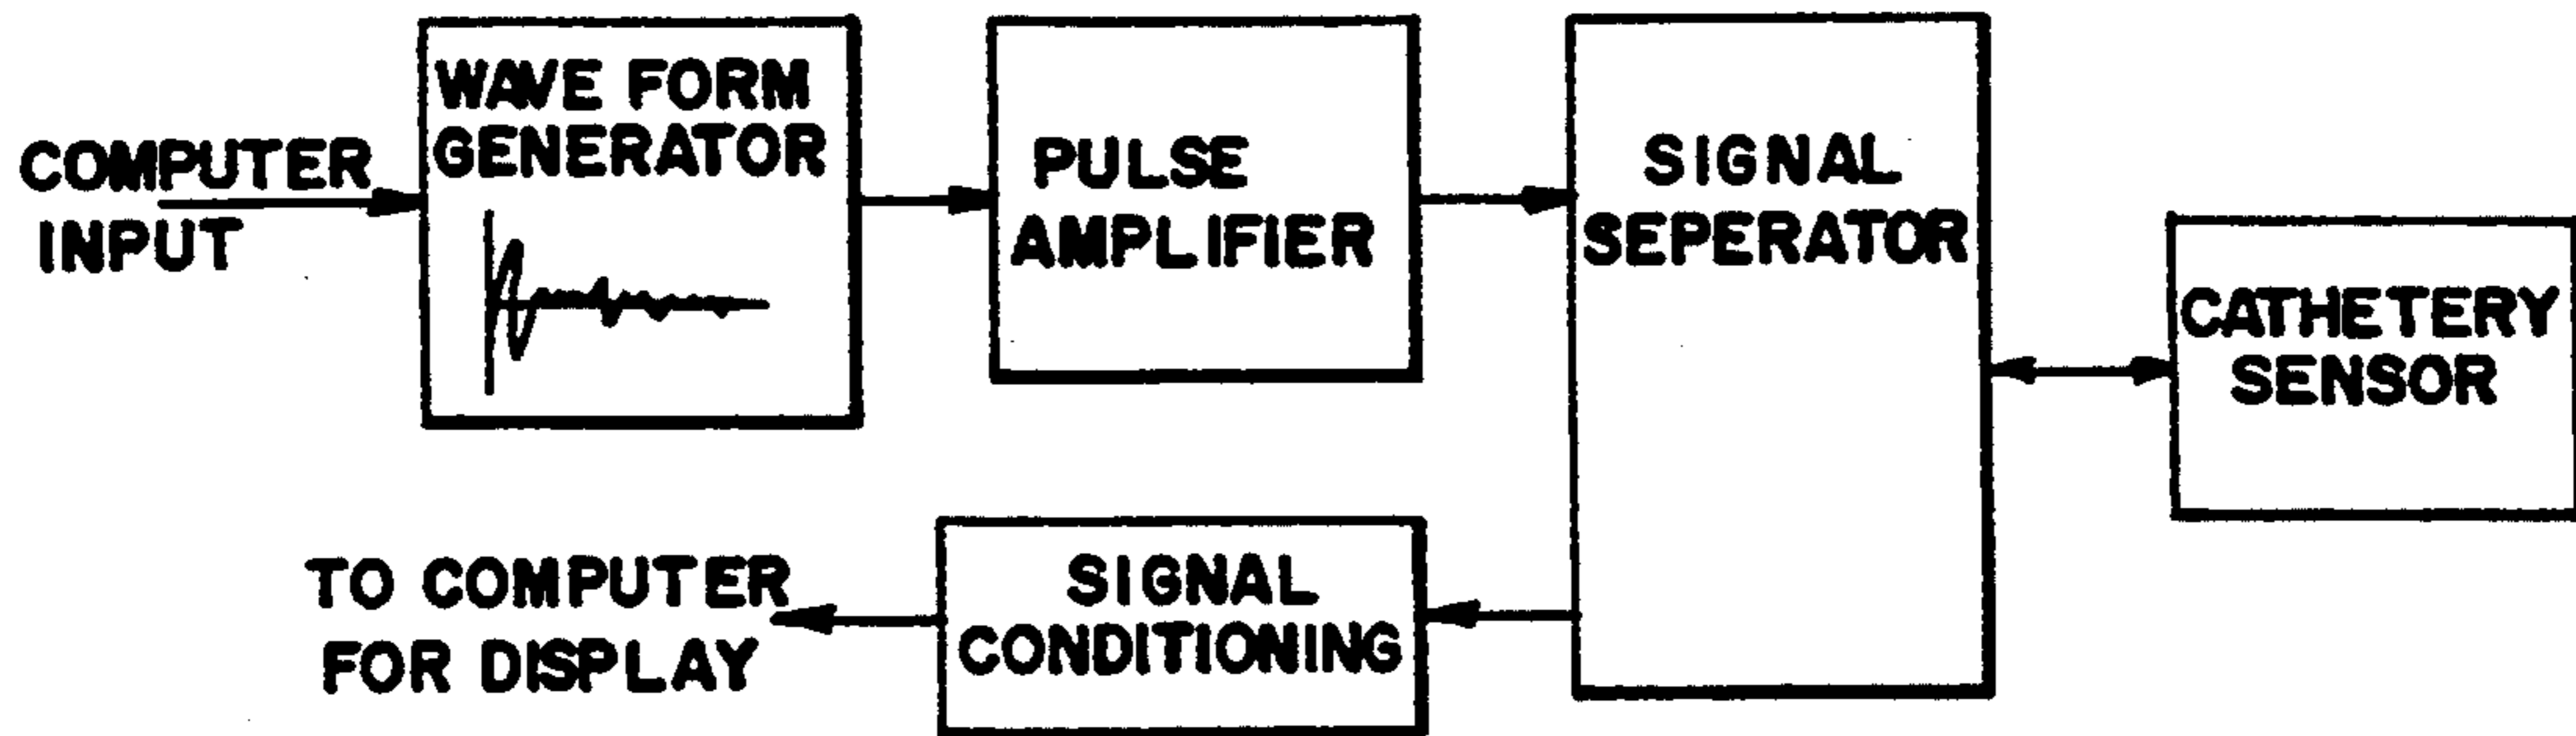 COMPUTER
INPUT
WAVE FORM
GENERATOR
PULSE
AMPLIFIER
SIGNAL
SEPERATOR
CATHETERY
SENSOR
SIGNAL
CONDITIONING
TO COMPUTER
FOR DISPLAY